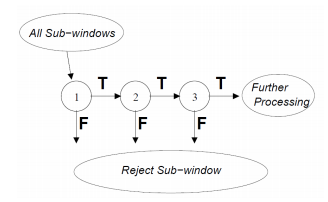 All Sub-windows
T T T
1 2 3
Further
Processing
F F F
Reject Sub-window